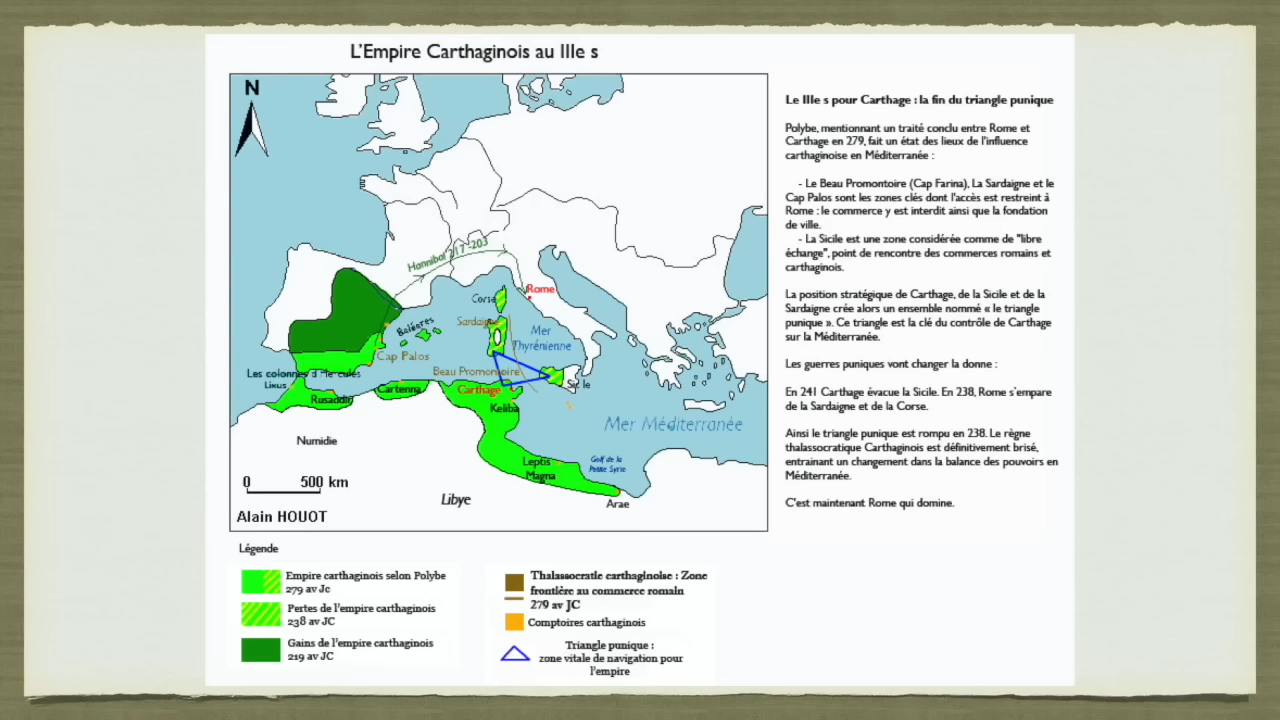 L'Empire Carthaginois au IIIe s
N
Hannibal 217-203
Rome
Corse
Sardaigne
Baléares
Mer
Thyrénienne
Cap Palos
Beau Promontoire
Les colonnes d'Hercules
Lixus
Sicile
Rusaddir
Cartenna
Carthage
Keliba
Mer Méditerranée
Numidie
Leptis
Magna
Golf de la
Petite Syrie
0 500 km
Libye
Arae
Alain HOUOT
Le IIIe s pour Carthage : la fin du triangle punique
Polybe, mentionnant un traité conclu entre Rome et
Carthage en 279, fait un état des lieux de l'influence
carthaginoise en Méditerranée :
- Le Beau Promontoire (Cap Farina), La Sardaigne et le
Cap Palos sont les zones clés dont l'accès est restreint à
Rome : le commerce y est interdit ainsi que la fondation
de ville.
- La Sicile est une zone considérée comme de "libre
échange", point de rencontre des commerces romains et
carthaginois.
La position stratégique de Carthage, de la Sicile et de la
Sardaigne crée alors un ensemble nommé « le triangle
punique ». Ce triangle est la clé du contrôle de Carthage
sur la Méditerranée.
Les guerres puniques vont changer la donne :
En 241 Carthage évacue la Sicile. En 238, Rome s'empare
de la Sardaigne et de la Corse.
Ainsi le triangle punique est rompu en 238. Le règne
thalassocratique Carthaginois est définitivement brisé,
entrainant un changement dans la balance des pouvoirs en
Méditerranée.
C'est maintenant Rome qui domine.
Légende
Empire carthaginois selon Polybe
279 av Jc
Pertes de l'empire carthaginois
238 av JC
Gains de l'empire carthaginois
219 av JC
Thalassocratie carthaginoise : Zone
frontière au commerce romain
279 av JC
Comptoires carthaginois
Triangle punique :
zone vitale de navigation pour
l'empire